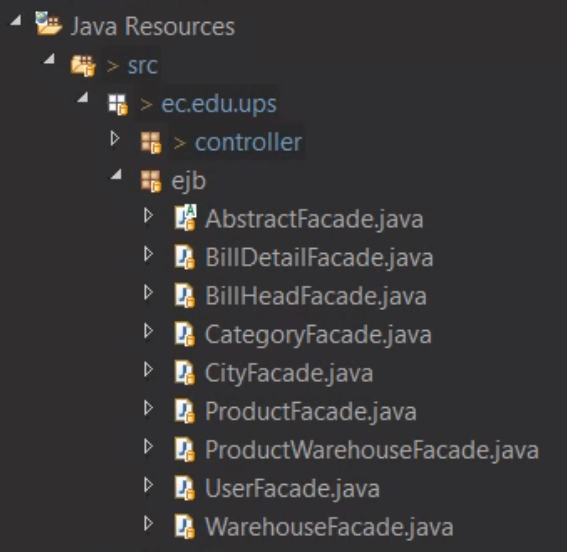 Java Resources
> src
> ec.edu.ups
> controller
ejb
AbstractFacade.java
BillDetailFacade.java
BillHeadFacade.java
CategoryFacade.java
CityFacade.java
ProductFacade.java
ProductWarehouseFacade.java
UserFacade.java
WarehouseFacade.java